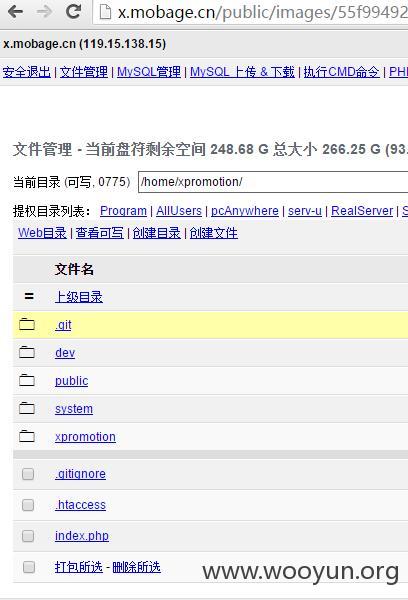 x.mobage.cn/public/images/55f99492
x.mobage.cn (119.15.138.15)
安全退出 | 文件管理 | MySQL管理 | MySQL 上传 & 下载 | 执行CMD命令 | PH
文件管理 - 当前盘符剩余空间 248.68 G 总大小 266.25 G (93.
当前目录 (可写, 0775) /home/xpromotion/
提权目录列表: Program | AllUsers | pcAnywhere | serv-u | RealServer | S
Web目录 | 查看可写 | 创建目录 | 创建文件
文件名
= 上级目录
.git
dev
public
system
xpromotion
.gitignore
.htaccess
index.php
打包所选 - 删除所选
www.wooyun.org